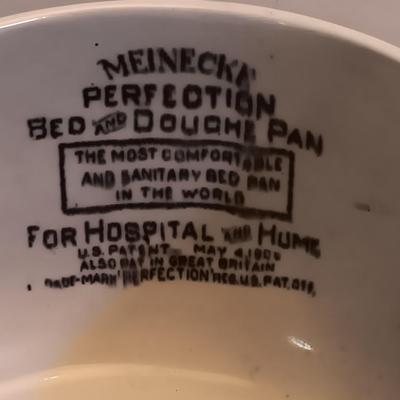 MEINECKE
PERFECTION
BED AND DOUCHE PAN
THE MOST COMFORTABLE
AND SANITARY BED PAN
IN THE WORLD
FOR HOSPITAL AND HOME
U.S. PATENT MAY 4,
ALSO PAT. IN GREAT BRITAIN
TRADE-MARK "PERFECTION" REG. U.S. PAT. OFF.